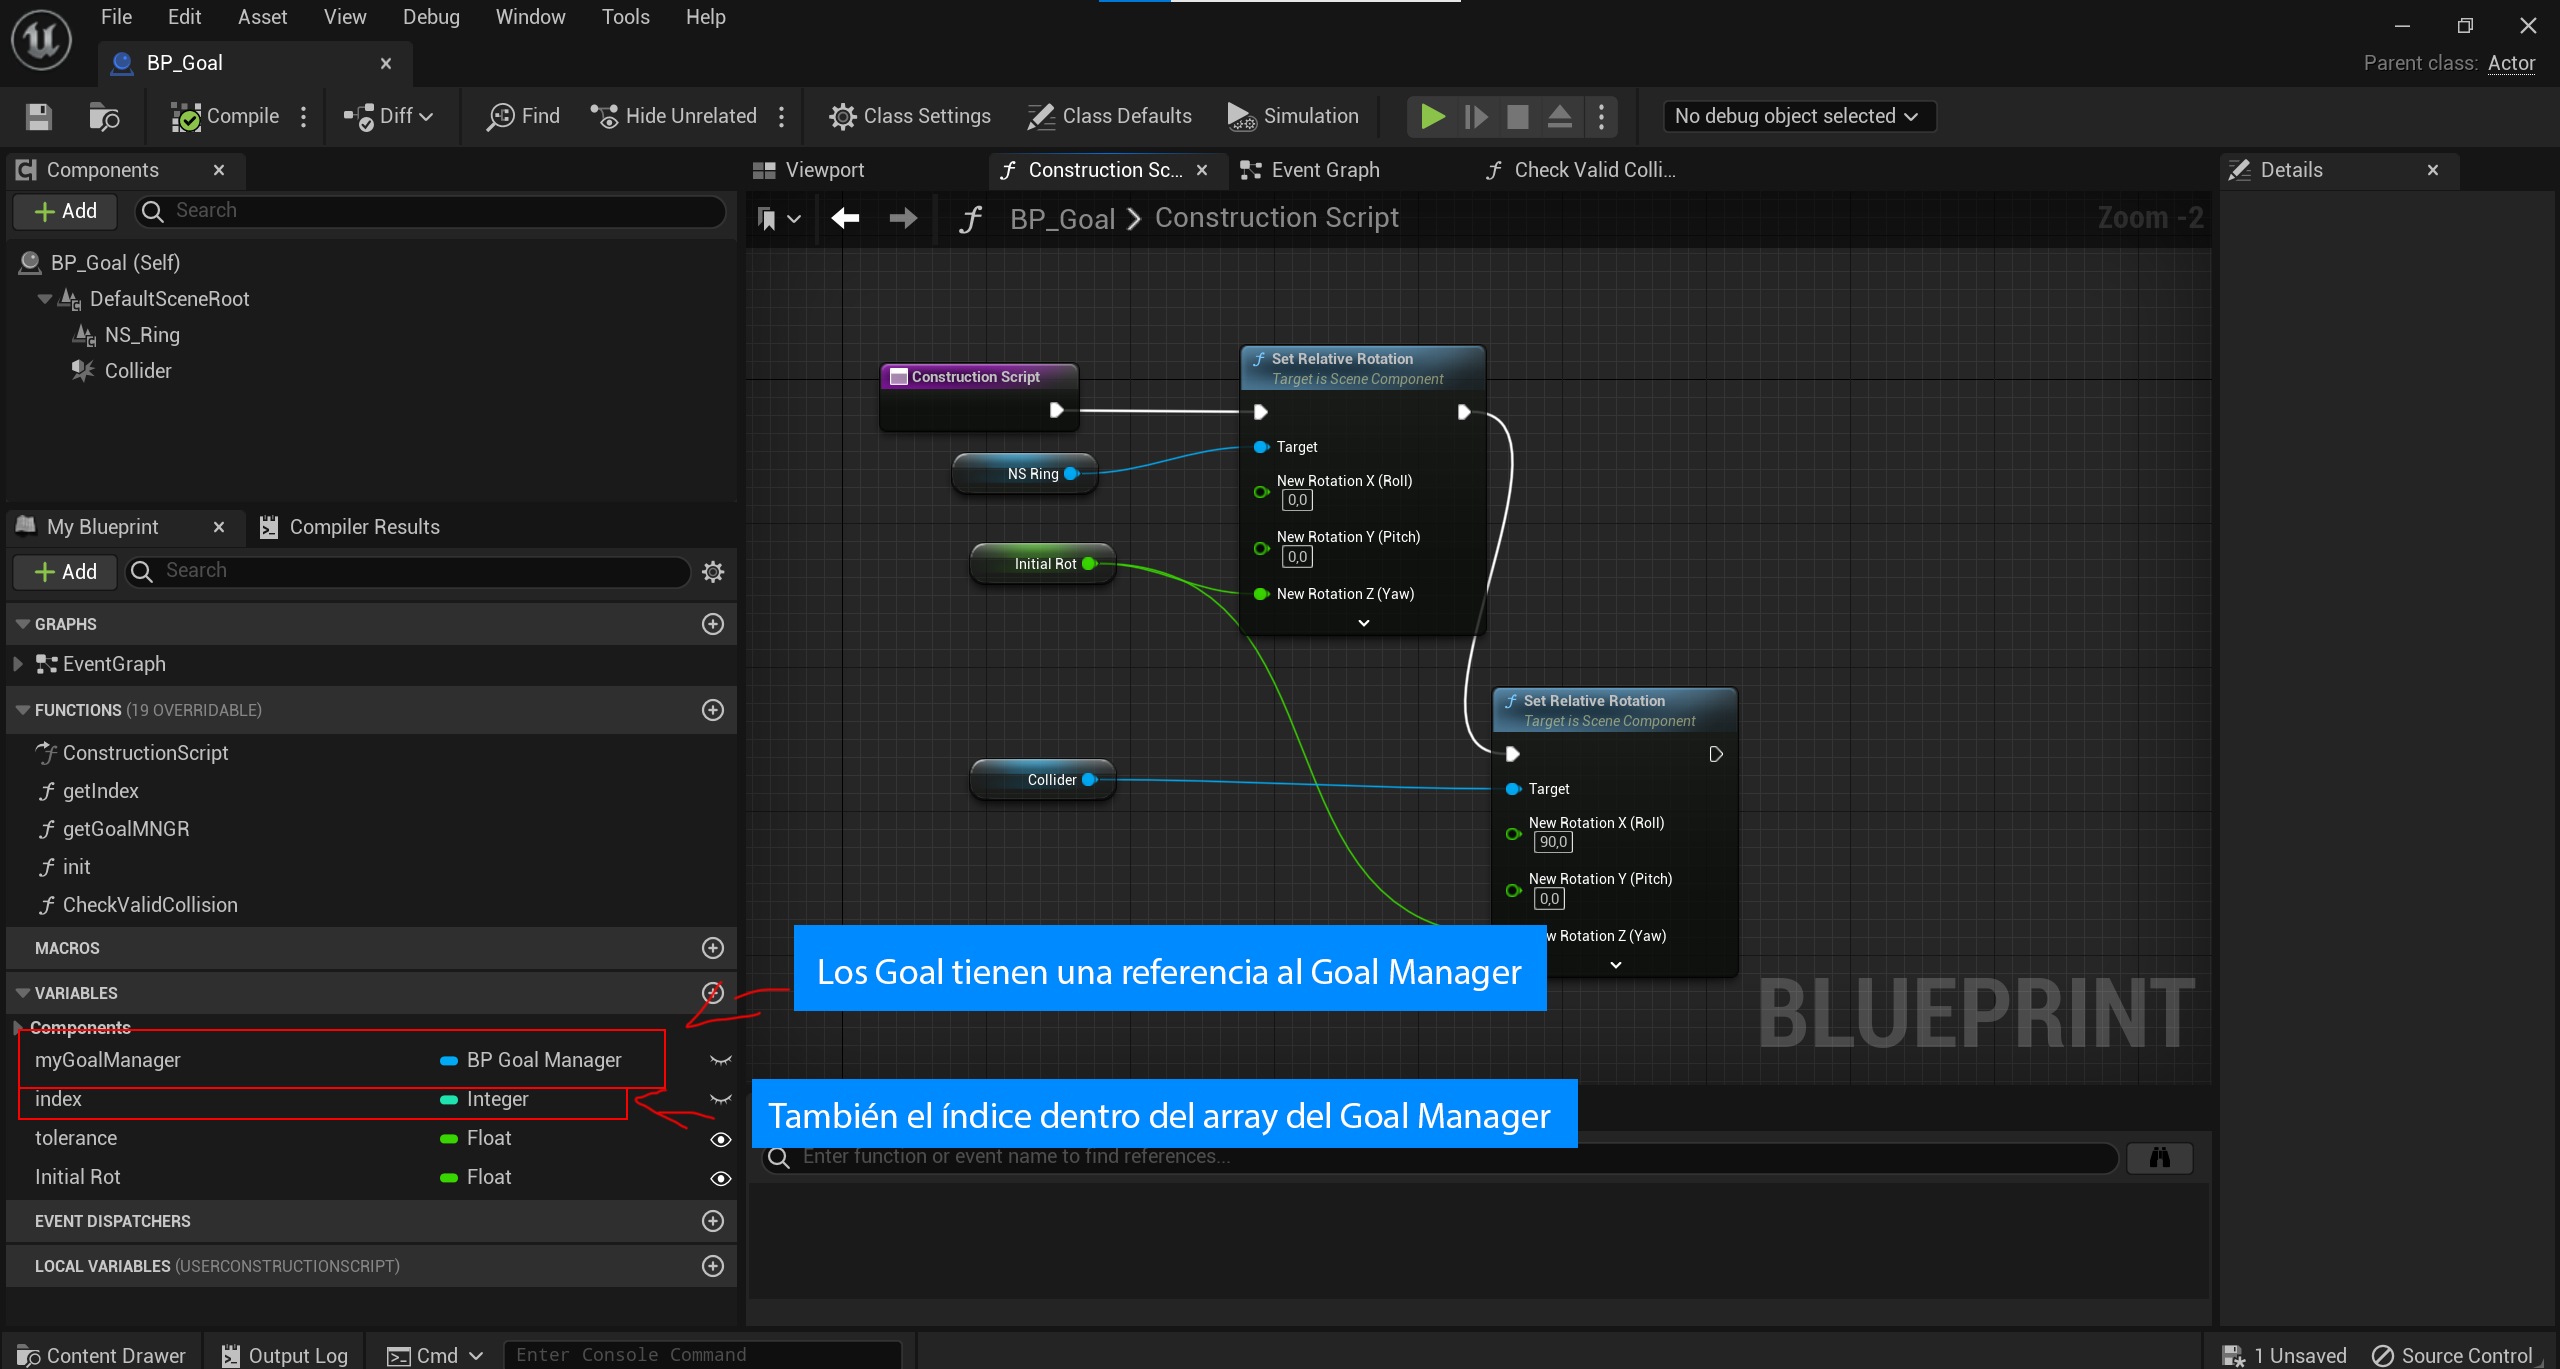 File Edit Asset View Debug Window Tools Help
BP_Goal
Parent class: Actor
Compile Diff Find Hide Unrelated Class Settings Class Defaults Simulation No debug object selected
Components
Add Search
BP_Goal (Self)
DefaultSceneRoot
NS_Ring
Collider
My Blueprint Compiler Results
Add Search
GRAPHS
EventGraph
FUNCTIONS (19 OVERRIDABLE)
ConstructionScript
getIndex
getGoalMNGR
init
CheckValidCollision
MACROS
VARIABLES
Components
myGoalManager BP Goal Manager
index Integer
tolerance Float
Initial Rot Float
EVENT DISPATCHERS
LOCAL VARIABLES (USERCONSTRUCTIONSCRIPT)
Viewport Construction Sc... Event Graph Check Valid Colli...
BP_Goal > Construction Script Zoom -2
Construction Script
NS Ring
Initial Rot
Collider
Set Relative Rotation
Target is Scene Component
Target
New Rotation X (Roll)
0,0
New Rotation Y (Pitch)
0,0
New Rotation Z (Yaw)
Set Relative Rotation
Target is Scene Component
Target
New Rotation X (Roll)
90,0
New Rotation Y (Pitch)
0,0
w Rotation Z (Yaw)
Los Goal tienen una referencia al Goal Manager
BLUEPRINT
También el índice dentro del array del Goal Manager
Enter function or event name to find references...
Details
Content Drawer Output Log Cmd Enter Console Command 1 Unsaved Source Control